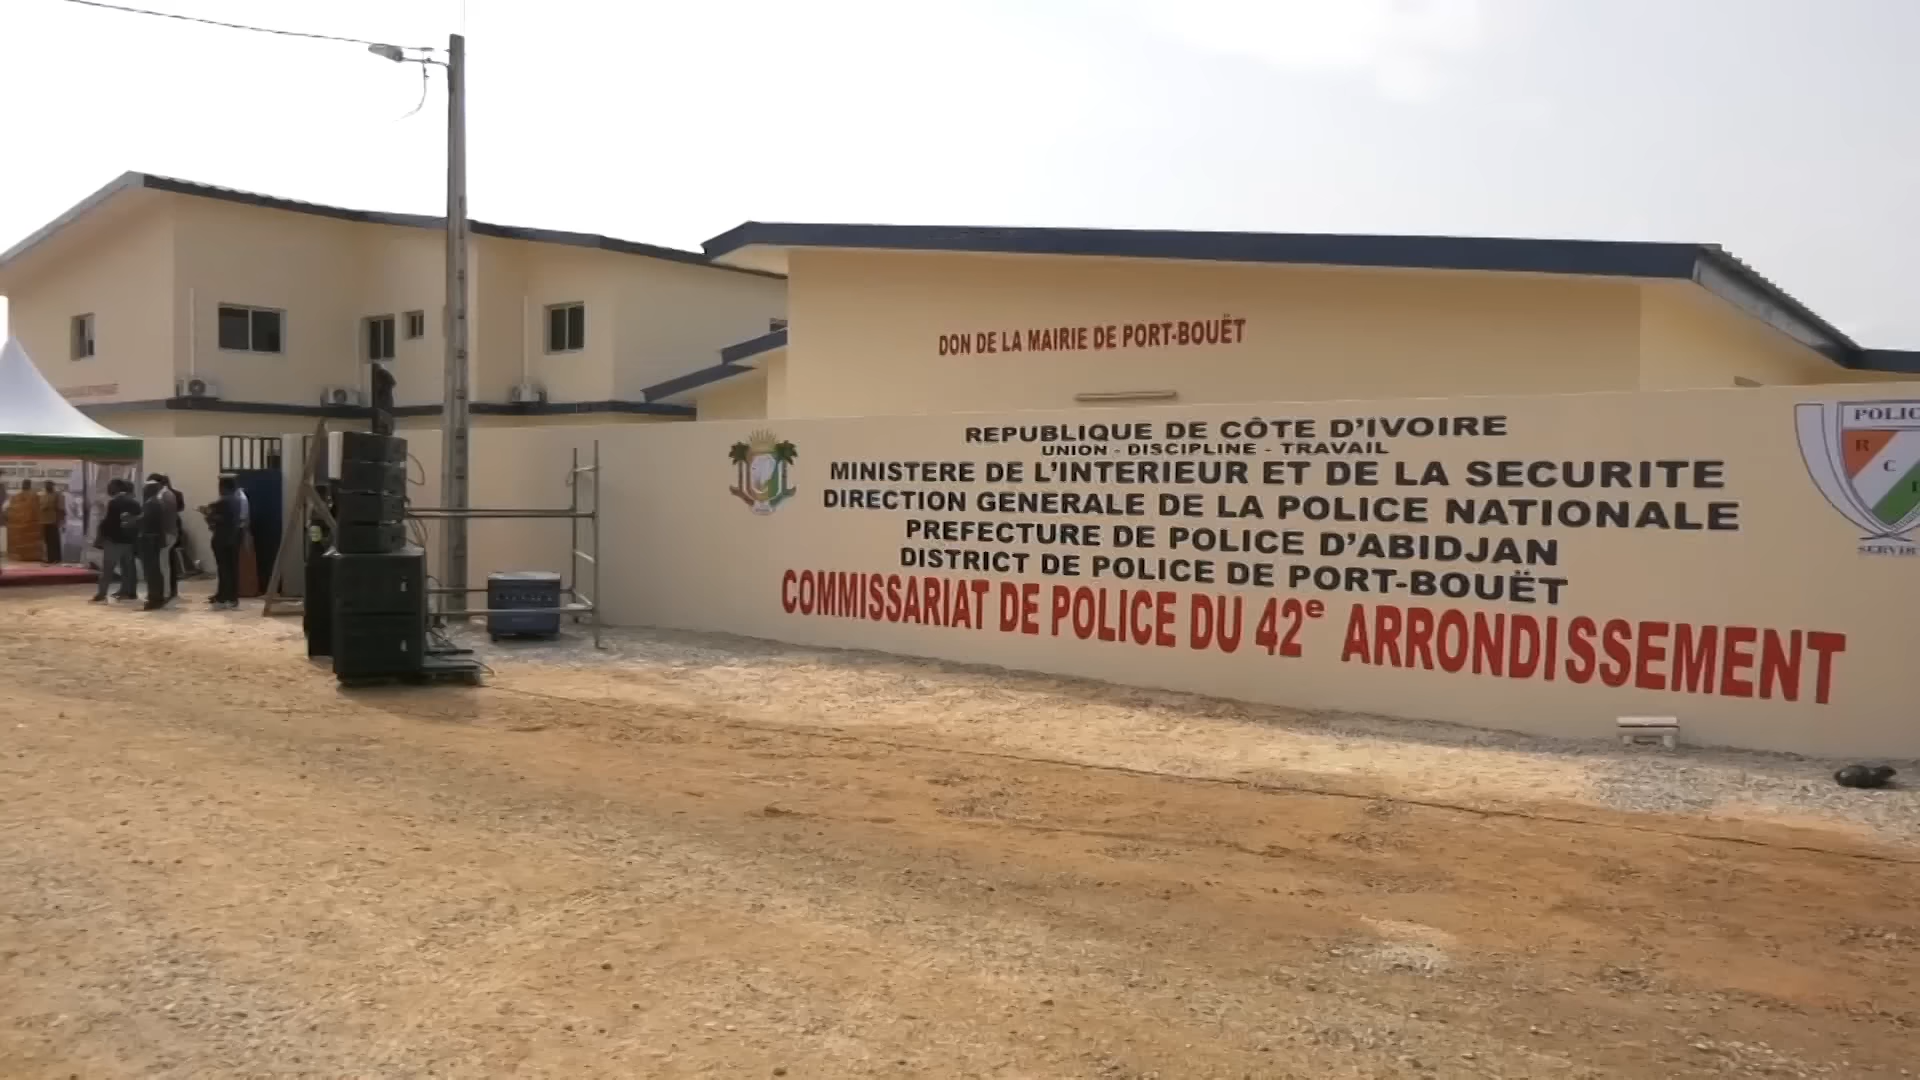 DON DE LA MAIRIE DE PORT-BOUËT
REPUBLIQUE DE CÔTE D'IVOIRE
UNION - DISCIPLINE - TRAVAIL
MINISTERE DE L'INTERIEUR ET DE LA SECURITE
DIRECTION GENERALE DE LA POLICE NATIONALE
PREFECTURE DE POLICE D'ABIDJAN
DISTRICT DE POLICE DE PORT-BOUËT
COMMISSARIAT DE POLICE DU 42e ARRONDISSEMENT
POLIC
R
C
I
SERVIR